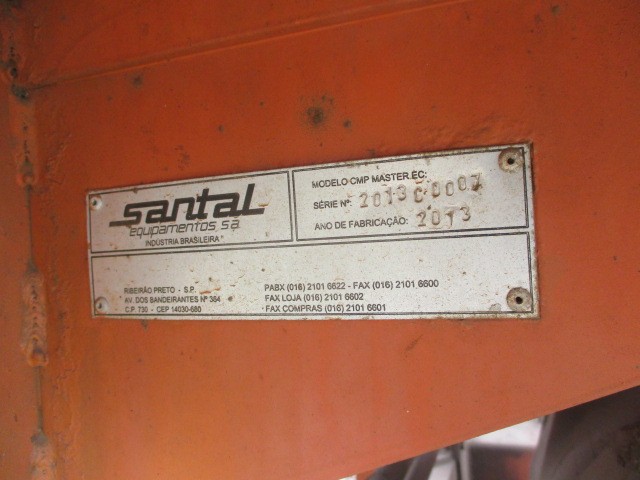 santal
equipamentos s.a.
INDÚSTRIA BRASILEIRA
MODELO CMP MASTER EC:
SÉRIE Nº: 2013C0007
ANO DE FABRICAÇÃO: 2013
RIBEIRÃO PRETO - S.P.
AV. DOS BANDEIRANTES Nº 384
C.P. 730 - CEP 14030-680
PABX (016) 2101 6622 - FAX (016) 2101 6600
FAX LOJA (016) 2101 6602
FAX COMPRAS (016) 2101 6601